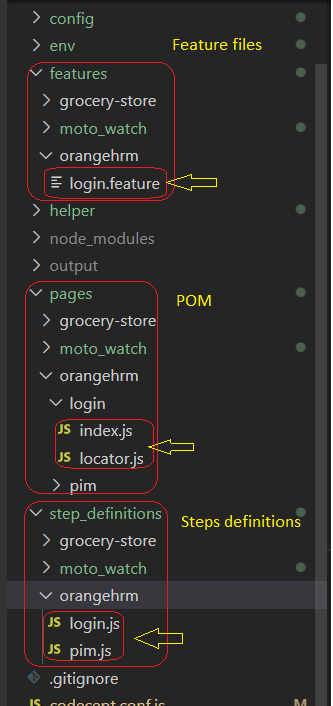 config
env
Feature files
features
grocery-store
moto_watch
orangehrm
login.feature
helper
node_modules
output
pages
POM
grocery-store
moto_watch
orangehrm
login
JS index.js
JS locator.js
pim
step_definitions
Steps definitions
grocery-store
moto_watch
orangehrm
JS login.js
JS pim.js
.gitignore
codecept.conf.js